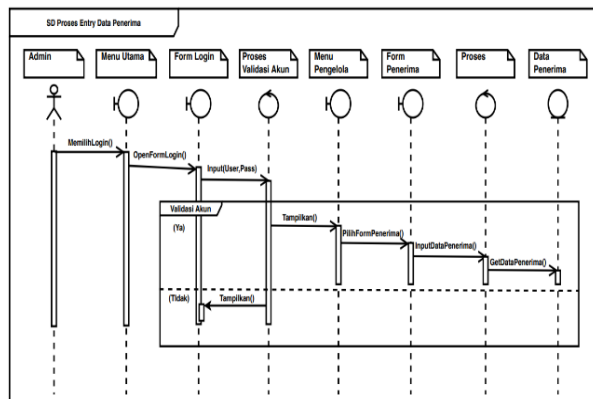 SD Proses Entry Data Penerima
Admin
Menu Utama
Form Login
Proses
Validasi Akun
Menu
Pengelola
Form
Penerima
Proses
Data
Penerima
MemilihLogin()
OpenFormLogin()
Input(User,Pass)
Validasi Akun
(Ya)
Tampilkan()
PilihFormPenerima()
InputDataPenerima()
GetDataPenerima()
(Tidak)
Tampilkan()